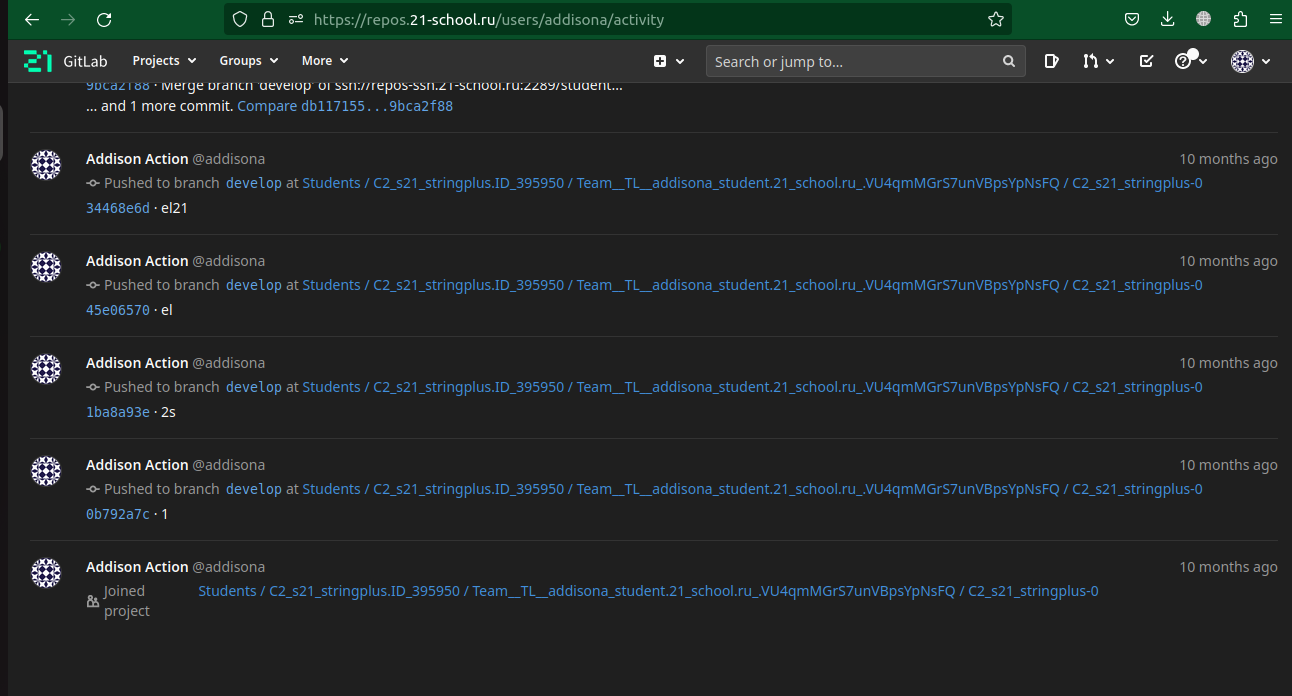 https://repos.21-school.ru/users/addisona/activity
21 GitLab Projects Groups More Search or jump to...
9bca2f88 · Merge branch 'develop' of ssh://repos-ssh.21-school.ru:2289/student...
... and 1 more commit. Compare db117155...9bca2f88
Addison Action @addisona 10 months ago
Pushed to branch develop at Students / C2_s21_stringplus.ID_395950 / Team__TL__addisona_student.21_school.ru_.VU4qmMGrS7unVBpsYpNsFQ / C2_s21_stringplus-0
34468e6d · el21
Addison Action @addisona 10 months ago
Pushed to branch develop at Students / C2_s21_stringplus.ID_395950 / Team__TL__addisona_student.21_school.ru_.VU4qmMGrS7unVBpsYpNsFQ / C2_s21_stringplus-0
45e06570 · el
Addison Action @addisona 10 months ago
Pushed to branch develop at Students / C2_s21_stringplus.ID_395950 / Team__TL__addisona_student.21_school.ru_.VU4qmMGrS7unVBpsYpNsFQ / C2_s21_stringplus-0
1ba8a93e · 2s
Addison Action @addisona 10 months ago
Pushed to branch develop at Students / C2_s21_stringplus.ID_395950 / Team__TL__addisona_student.21_school.ru_.VU4qmMGrS7unVBpsYpNsFQ / C2_s21_stringplus-0
0b792a7c · 1
Addison Action @addisona 10 months ago
Joined project Students / C2_s21_stringplus.ID_395950 / Team__TL__addisona_student.21_school.ru_.VU4qmMGrS7unVBpsYpNsFQ / C2_s21_stringplus-0